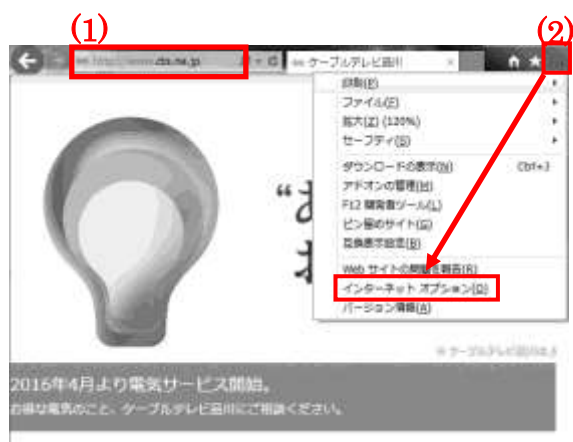 (1)
(2)
ケーブルテレビ品川
印刷(P)
ファイル(F)
拡大(Z) (120%)
セーフティ(S)
ダウンロードの表示(N) Ctrl+J
アドオンの管理(M)
F12 開発者ツール(L)
ピン留めサイト(G)
互換表示設定(B)
Web サイトの問題を報告(R)
インターネット オプション(O)
バージョン情報(A)
“お
2016年4月より電気サービス開始。
お得な電気のこと、ケーブルテレビ品川にご相談ください。